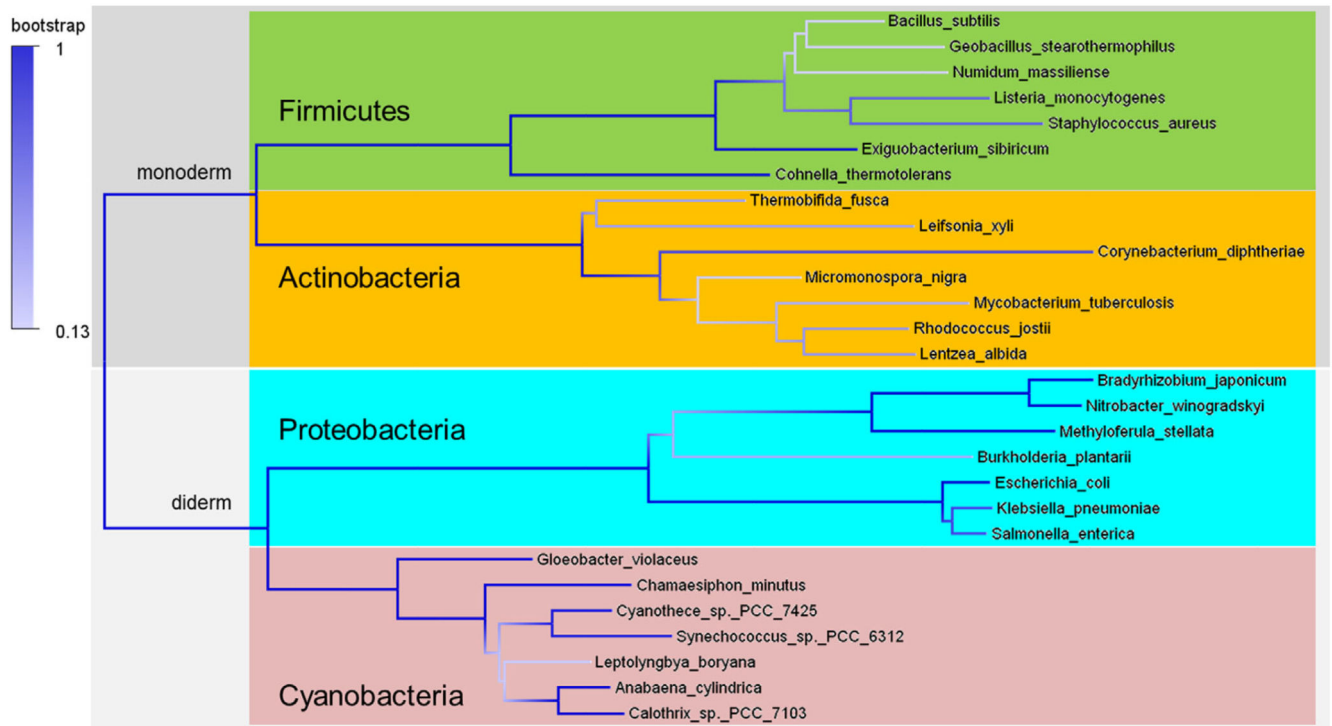 bootstrap
1
0.13
monoderm
diderm
Firmicutes
Bacillus_subtilis
Geobacillus_stearothermophilus
Numidum_massiliense
Listeria_monocytogenes
Staphylococcus_aureus
Exiguobacterium_sibiricum
Cohnella_thermotolerans
Actinobacteria
Thermobifida_fusca
Leifsonia_xyli
Corynebacterium_diphtheriae
Micromonospora_nigra
Mycobacterium_tuberculosis
Rhodococcus_jostii
Lentzea_albida
Proteobacteria
Bradyrhizobium_japonicum
Nitrobacter_winogradskyi
Methyloferula_stellata
Burkholderia_plantarii
Escherichia_coli
Klebsiella_pneumoniae
Salmonella_enterica
Cyanobacteria
Gloeobacter_violaceus
Chamaesiphon_minutus
Cyanothece_sp._PCC_7425
Synechococcus_sp._PCC_6312
Leptolyngbya_boryana
Anabaena_cylindrica
Calothrix_sp._PCC_7103